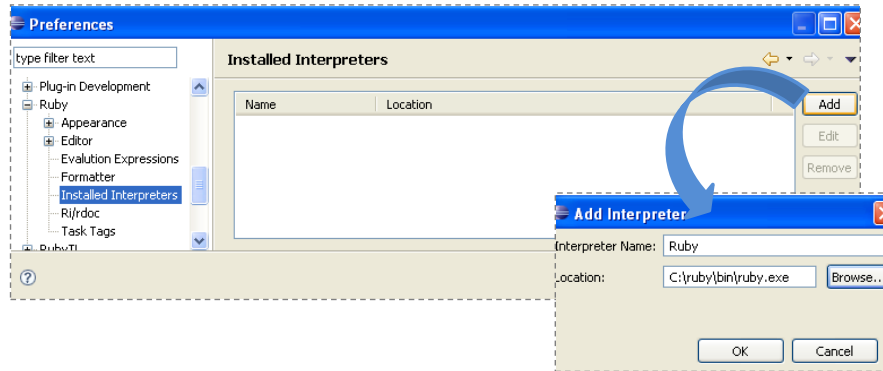 Preferences
type filter text
Installed Interpreters
Plug-in Development
Ruby
Appearance
Editor
Evalution Expressions
Formatter
Installed Interpreters
Ri/rdoc
Task Tags
RubyTL
Name Location
Add
Edit
Remove
Add Interpreter
Interpreter Name: Ruby
Location: C:\ruby\bin\ruby.exe Browse...
OK Cancel